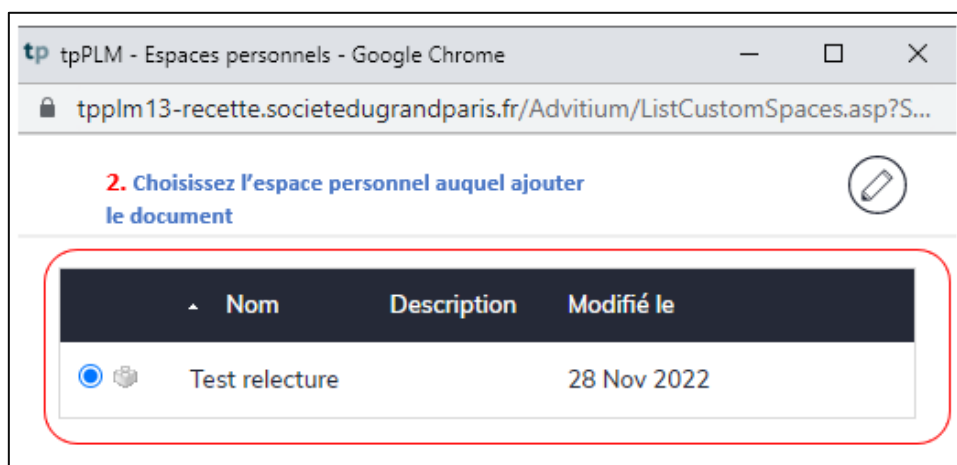 tp tpPLM - Espaces personnels - Google Chrome
tpplm13-recette.societedugrandparis.fr/Advitium/ListCustomSpaces.asp?S...
2. Choisissez l'espace personnel auquel ajouter
le document
Nom Description Modifié le
Test relecture 28 Nov 2022